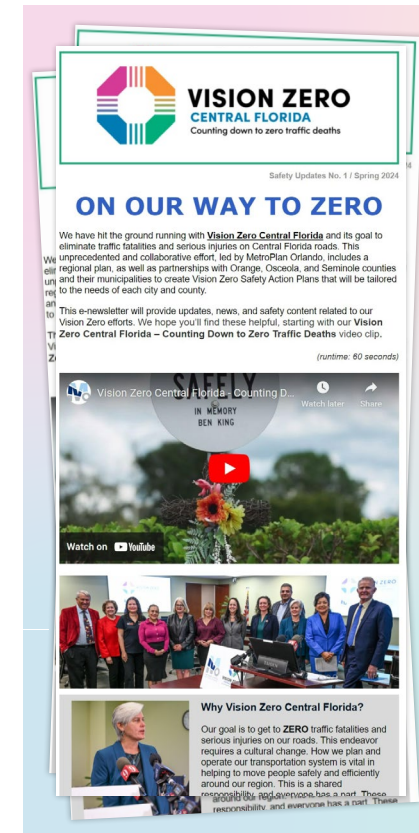 VISION ZERO
CENTRAL FLORIDA
Counting down to zero traffic deaths
Safety Updates No. 1 / Spring 2024
ON OUR WAY TO ZERO
We have hit the ground running with Vision Zero Central Florida and its goal to
eliminate traffic fatalities and serious injuries on Central Florida roads. This
unprecedented and collaborative effort, led by MetroPlan Orlando, includes a
regional plan, as well as partnerships with Orange, Osceola, and Seminole counties
and their municipalities to create Vision Zero Safety Action Plans that will be tailored
to the needs of each city and county.
This e-newsletter will provide updates, news, and safety content related to our
Vision Zero efforts. We hope you'll find these helpful, starting with our Vision
Zero Central Florida – Counting Down to Zero Traffic Deaths video clip.
(runtime: 60 seconds)
Vision Zero Central Florida - Counting D...
Watch later
Share
SAFELY
IN MEMORY
BEN KING
Watch on YouTube
Why Vision Zero Central Florida?
Our goal is to get to ZERO traffic fatalities and
serious injuries on our roads. This endeavor
requires a cultural change. How we plan and
operate our transportation system is vital in
helping to move people safely and efficiently
around our region. This is a shared
responsibility, and everyone has a part. These
around our region.
responsibility, and everyone has a part. These